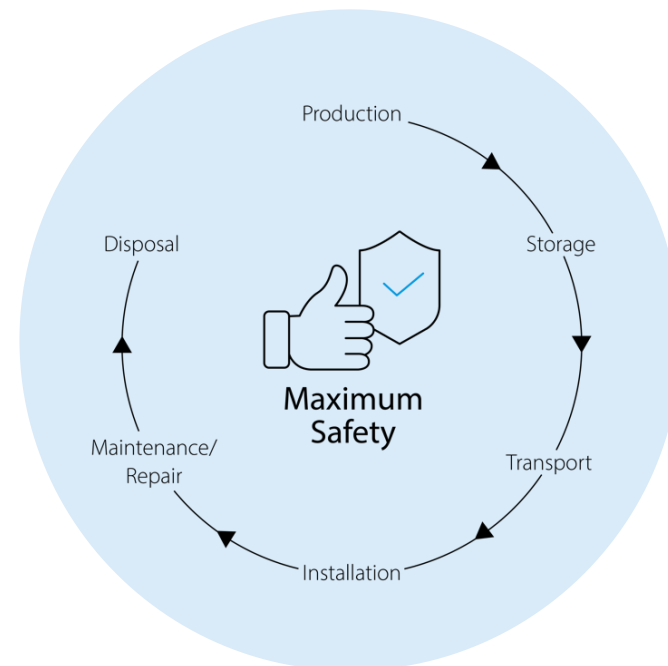 Production
Storage
Transport
Installation
Maintenance/
Repair
Disposal
Maximum
Safety